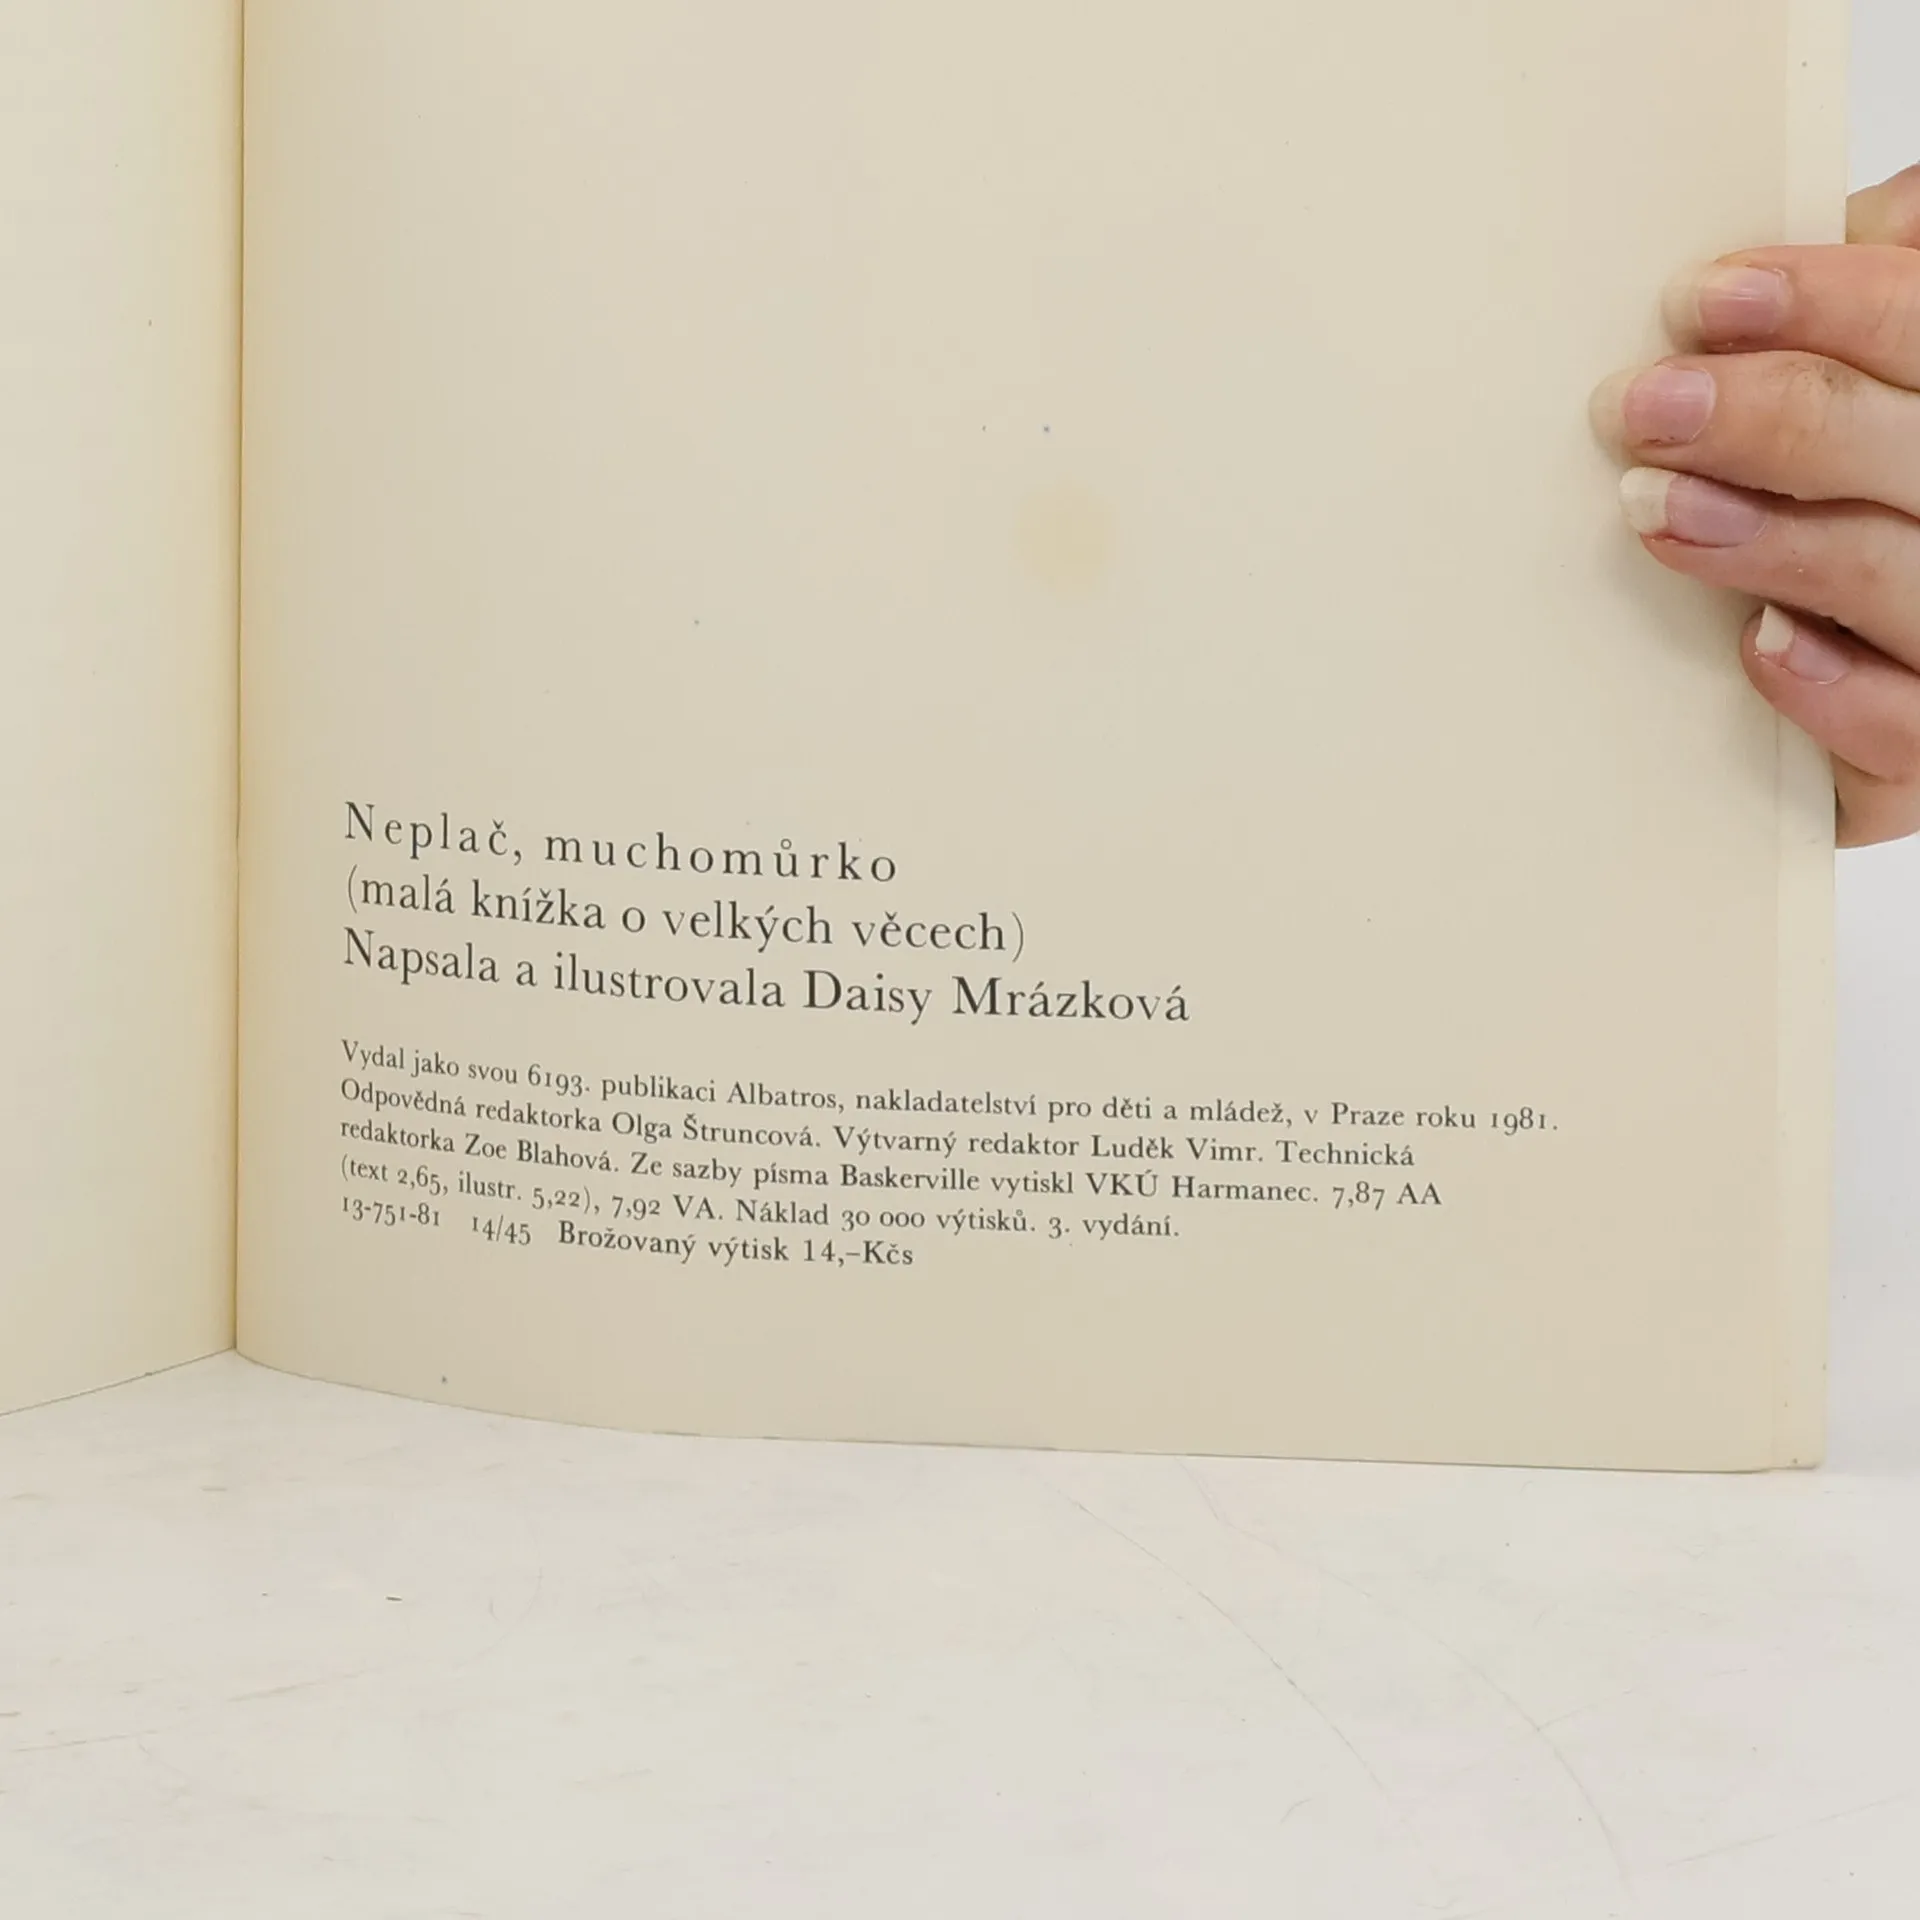 Neplač, muchomůrko
(malá knížka o velkých věcech)
Napsala a ilustrovala Daisy Mrázková
Vydal jako svou 6193. publikaci Albatros, nakladatelství pro děti a mládež, v Praze roku 1981.
Odpovědná redaktorka Olga Štruncová. Výtvarný redaktor Luděk Vimr. Technická
redaktorka Zoe Blahová. Ze sazby písma Baskerville vytiskl VKÚ Harmanec. 7,87 AA
(text 2,65, ilustr. 5,22), 7,92 VA. Náklad 30 000 výtisků. 3. vydání.
13-751-81 14/45 Brožovaný výtisk 14,–Kčs